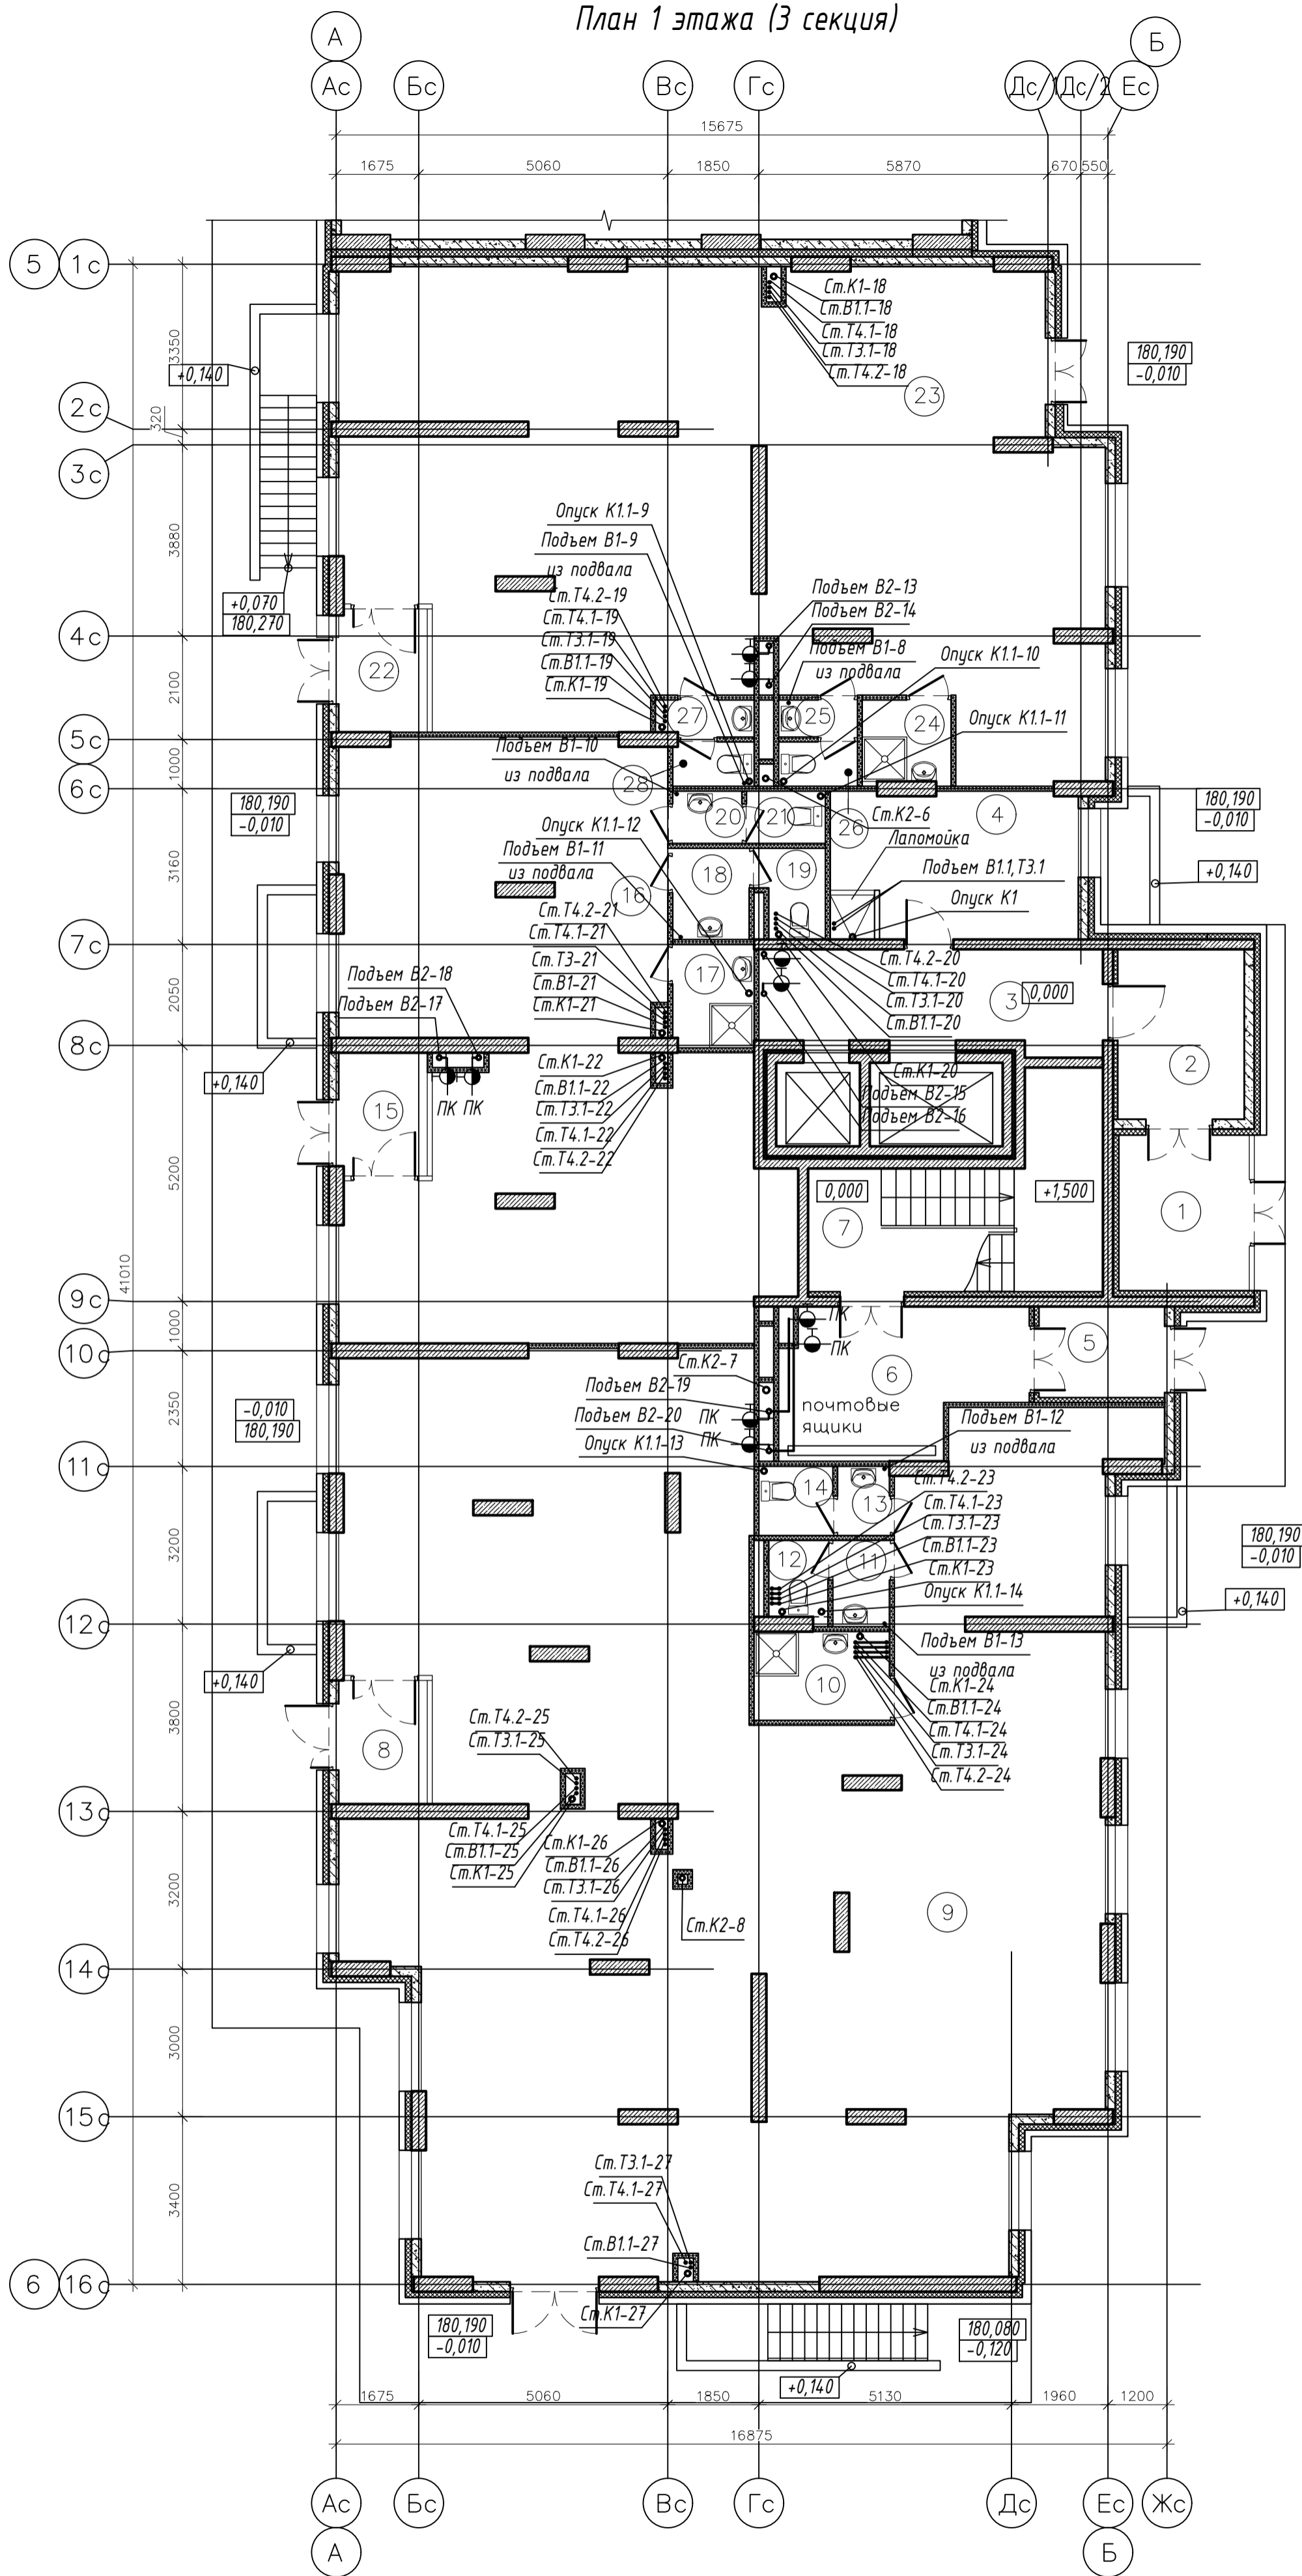 План 1 этажа (3 секция)
А
Б
Ас
Бс
Вс
Гс
Дс/1
Дс/2
Ес
15675
1675
5060
1850
5870
670
550
5
1с
Ст.К1-18
Ст.В1.1-18
Ст.Т4.1-18
Ст.Т3.1-18
Ст.Т4.2-18
23
3350
+0,140
180,190
-0,010
2с
320
3с
3880
Опуск К1.1-9
Подъем В1-9
из подвала
Ст.Т4.2-19
Ст.Т4.1-19
Ст.Т3.1-19
Ст.В1.1-19
Ст.К1-19
Подъем В2-13
Подъем В2-14
Подъем В1-8
из подвала
Опуск К1.1-10
Опуск К1.1-11
+0,070
180,270
4с
22
2100
27
25
24
5с
Подъем В1-10
из подвала
1000
28
6с
180,190
-0,010
20
21
26
4
Ст.К2-6
Лапомойка
180,190
-0,010
Опуск К1.1-12
Подъем В1-11
из подвала
3160
16
18
19
Подъем В1.1,Т3.1
Опуск К1
+0,140
Ст.Т4.2-21
Ст.Т4.1-21
Ст.Т3-21
Ст.В1-21
Ст.К1-21
7с
17
Ст.Т4.2-20
Ст.Т4.1-20
Ст.Т3.1-20
Ст.В1.1-20
3
0,000
Подъем В2-18
Подъем В2-17
2050
8с
+0,140
Ст.К1-22
Ст.В1.1-22
Ст.Т3.1-22
Ст.Т4.1-22
Ст.Т4.2-22
Ст.К1-20
Подъем В2-15
Подъем В2-16
2
15
ПК
ПК
5200
0,000
+1,500
7
1
41010
9с
1000
ПК
ПК
5
10с
Ст.К2-7
6
Подъем В2-19
почтовые
ящики
-0,010
180,190
2350
Подъем В2-20
ПК
ПК
Опуск К1.1-13
Подъем В1-12
из подвала
11с
14
13
Ст.Т4.2-23
Ст.Т4.1-23
Ст.Т3.1-23
Ст.В1.1-23
Ст.К1-23
Опуск К1.1-14
3200
12
11
180,190
-0,010
+0,140
12с
Подъем В1-13
из подвала
+0,140
10
Ст.К1-24
Ст.В1.1-24
Ст.Т4.1-24
Ст.Т3.1-24
Ст.Т4.2-24
3800
8
Ст.Т4.2-25
Ст.Т3.1-25
13с
Ст.Т4.1-25
Ст.В1.1-25
Ст.К1-25
Ст.К1-26
Ст.В1.1-26
Ст.Т3.1-26
Ст.Т4.1-26
Ст.Т4.2-26
3200
9
Ст.К2-8
14с
3000
15с
3400
Ст.Т3.1-27
Ст.Т4.1-27
Ст.В1.1-27
6
16с
Ст.К1-27
180,190
-0,010
180,080
-0,120
+0,140
1675
5060
1850
5130
1960
1200
16875
Ас
Бс
Вс
Гс
Дс
Ес
Жс
А
Б